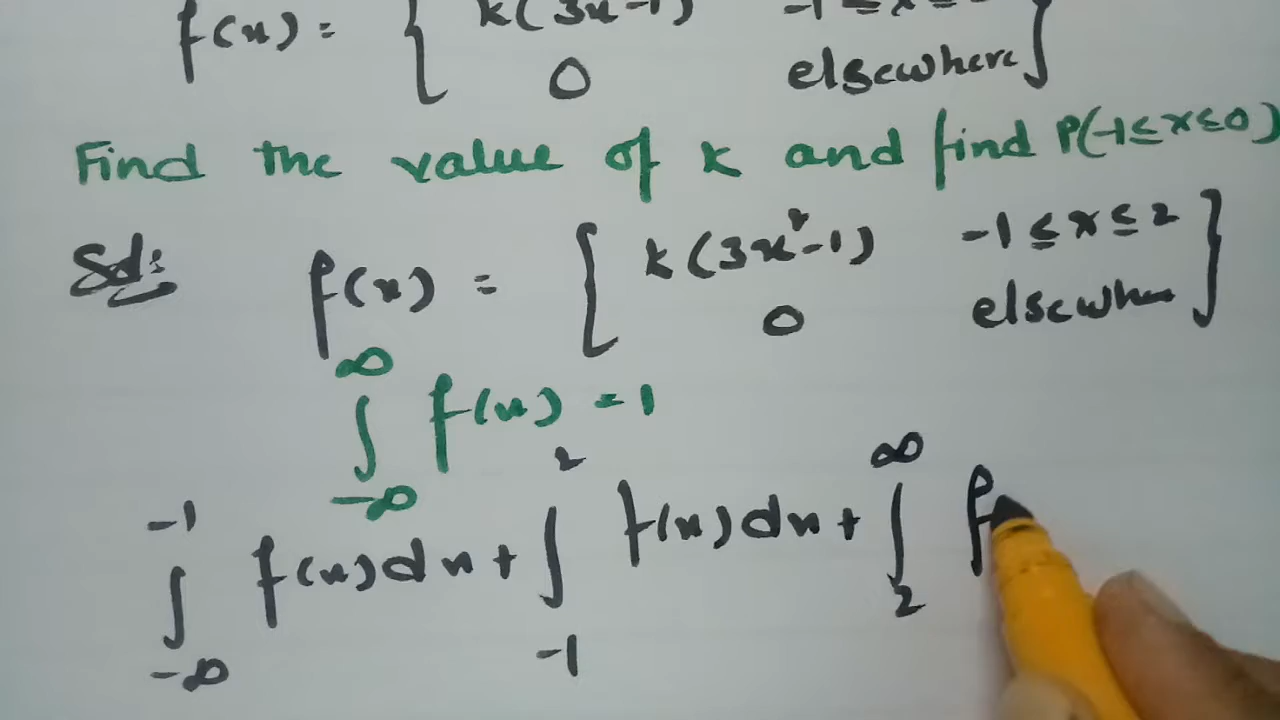 f(x) = { k(3x²-1) -1 ≤ x ≤ 2
0 elsewhere }
Find the value of k and find P(-1≤x≤0)
Sol: f(x) = { k(3x²-1) -1 ≤ x ≤ 2
0 elsewhere }
∫_{-∞}^{∞} f(x) = 1
∫_{-∞}^{-1} f(x)dx + ∫_{-1}^{2} f(x)dx + ∫_{2}^{∞} f